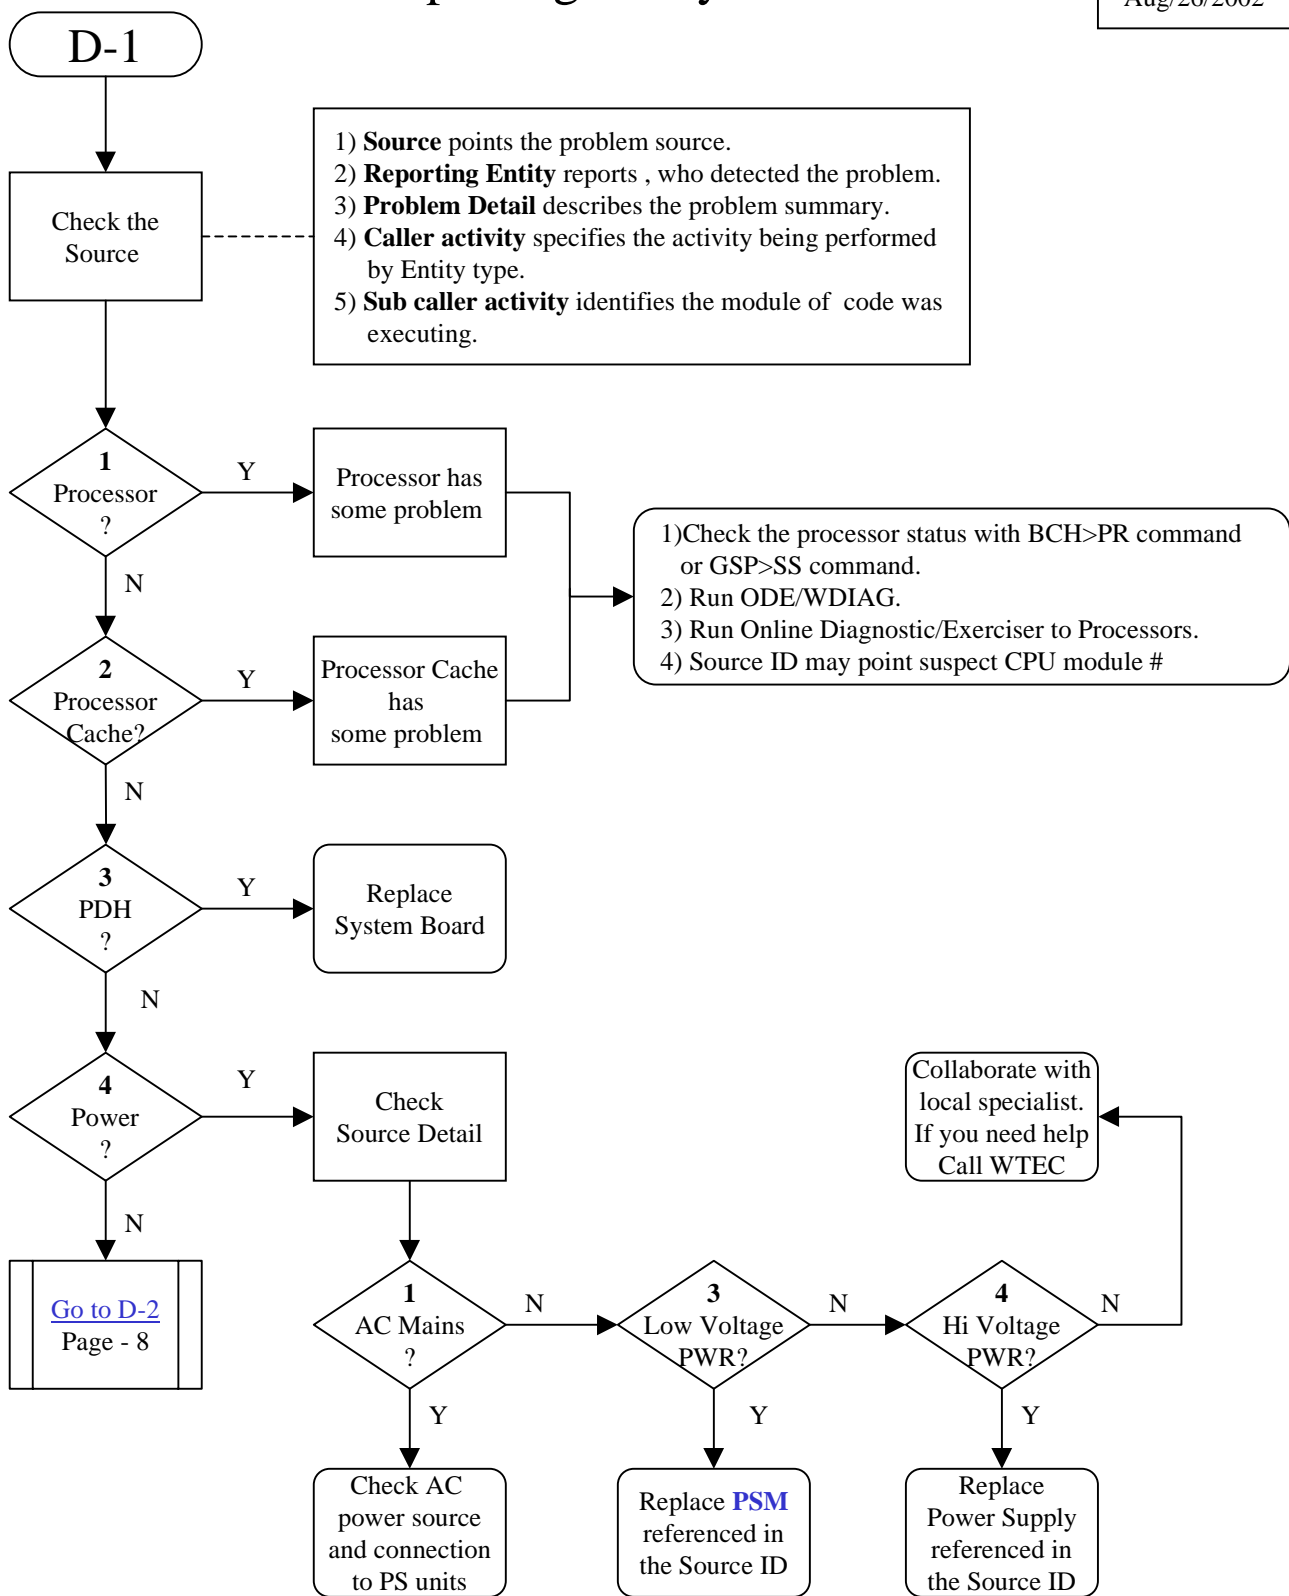 D-1
Check the
Source
1) Source points the problem source.
2) Reporting Entity reports , who detected the problem.
3) Problem Detail describes the problem summary.
4) Caller activity specifies the activity being performed
by Entity type.
5) Sub caller activity identifies the module of  code was
executing.
1
Processor
?
Y
Processor has
some problem
N
1)Check the processor status with BCH>PR command
or GSP>SS command.
2) Run ODE/WDIAG.
3) Run Online Diagnostic/Exerciser to Processors.
4) Source ID may point suspect CPU module #
2
Processor
Cache?
Y
Processor Cache
has
some problem
N
3
PDH
?
Y
Replace
System Board
N
4
Power
?
Y
Check
Source Detail
Collaborate with
local specialist.
If you need help
Call WTEC
N
Go to D-2
Page - 8
1
AC Mains
?
N
3
Low Voltage
PWR?
N
4
Hi Voltage
PWR?
N
Y
Y
Y
Check AC
power source
and connection
to PS units
Replace PSM
referenced in
the Source ID
Replace
Power Supply
referenced in
the Source ID